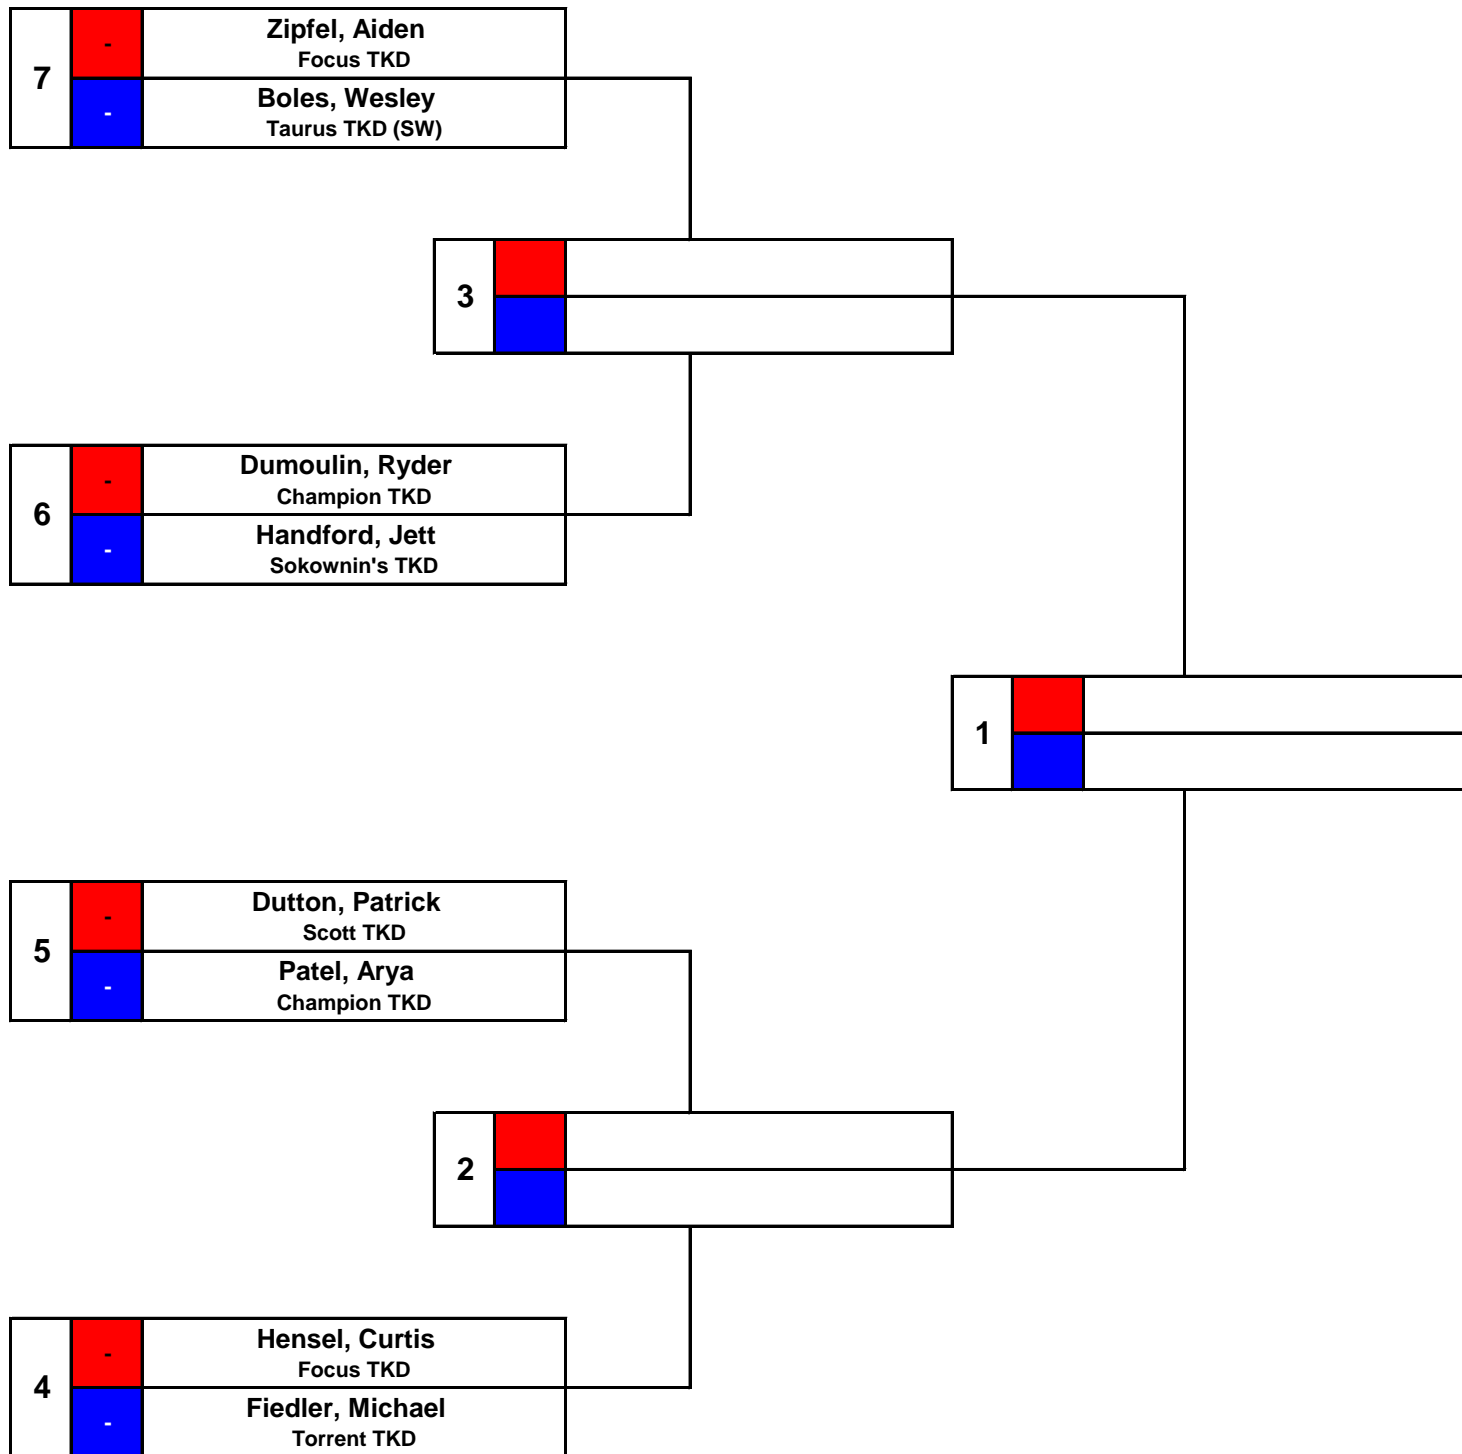 7
-
Zipfel, Aiden
Focus TKD
-
Boles, Wesley
Taurus TKD (SW)
3
6
-
Dumoulin, Ryder
Champion TKD
-
Handford, Jett
Sokownin's TKD
1
5
-
Dutton, Patrick
Scott TKD
-
Patel, Arya
Champion TKD
2
4
-
Hensel, Curtis
Focus TKD
-
Fiedler, Michael
Torrent TKD